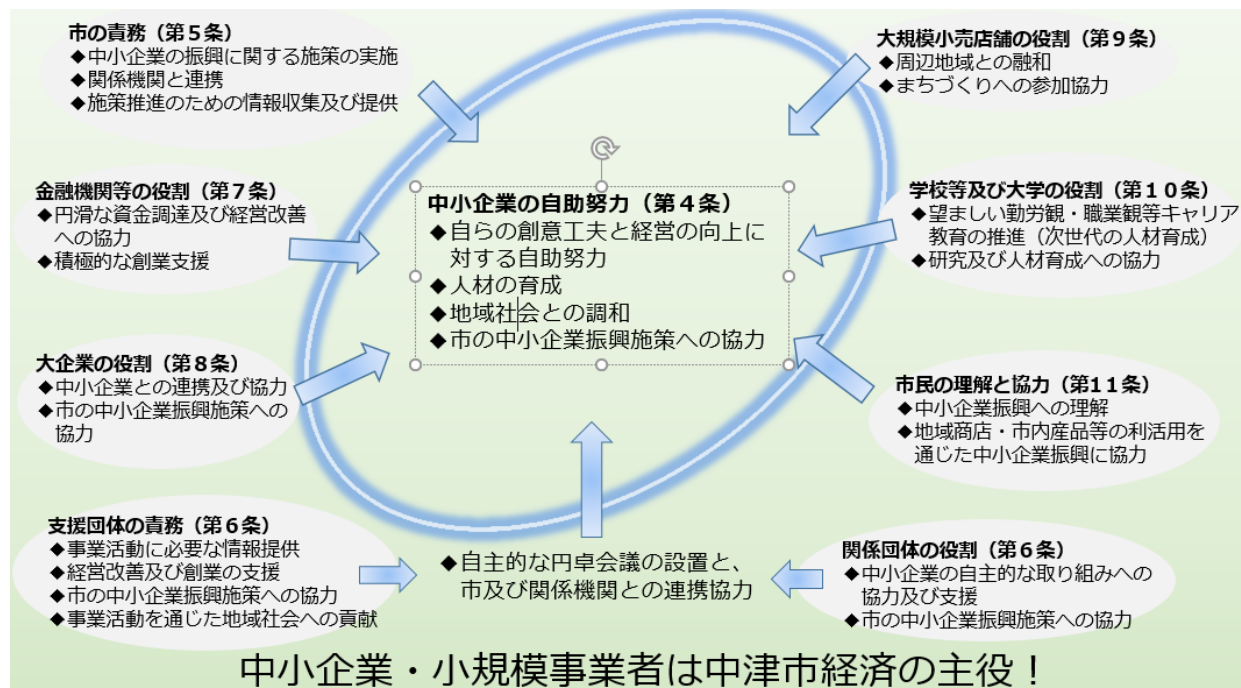 市の責務（第５条）
◆中小企業の振興に関する施策の実施
◆関係機関と連携
◆施策推進のための情報収集及び提供
大規模小売店舗の役割（第９条）
◆周辺地域との融和
◆まちづくりへの参加協力
金融機関等の役割（第７条）
◆円滑な資金調達及び経営改善
への協力
◆積極的な創業支援
中小企業の自助努力（第４条）
◆自らの創意工夫と経営の向上に
対する自助努力
◆人材の育成
◆地域社会との調和
◆市の中小企業振興施策への協力
学校等及び大学の役割（第１０条）
◆望ましい勤労観・職業観等キャリア
教育の推進（次世代の人材育成）
◆研究及び人材育成への協力
大企業の役割（第８条）
◆中小企業との連携及び協力
◆市の中小企業振興施策への
協力
市民の理解と協力（第11条）
◆中小企業振興への理解
◆地域商店・市内産品等の利活用を
通じた中小企業振興に協力
支援団体の責務（第６条）
◆事業活動に必要な情報提供
◆経営改善及び創業の支援
◆市の中小企業振興施策への協力
◆事業活動を通じた地域社会への貢献
◆自主的な円卓会議の設置と、
市及び関係機関との連携協力
関係団体の役割（第６条）
◆中小企業の自主的な取り組みへの
協力及び支援
◆市の中小企業振興施策への協力
中小企業・小規模事業者は中津市経済の主役！